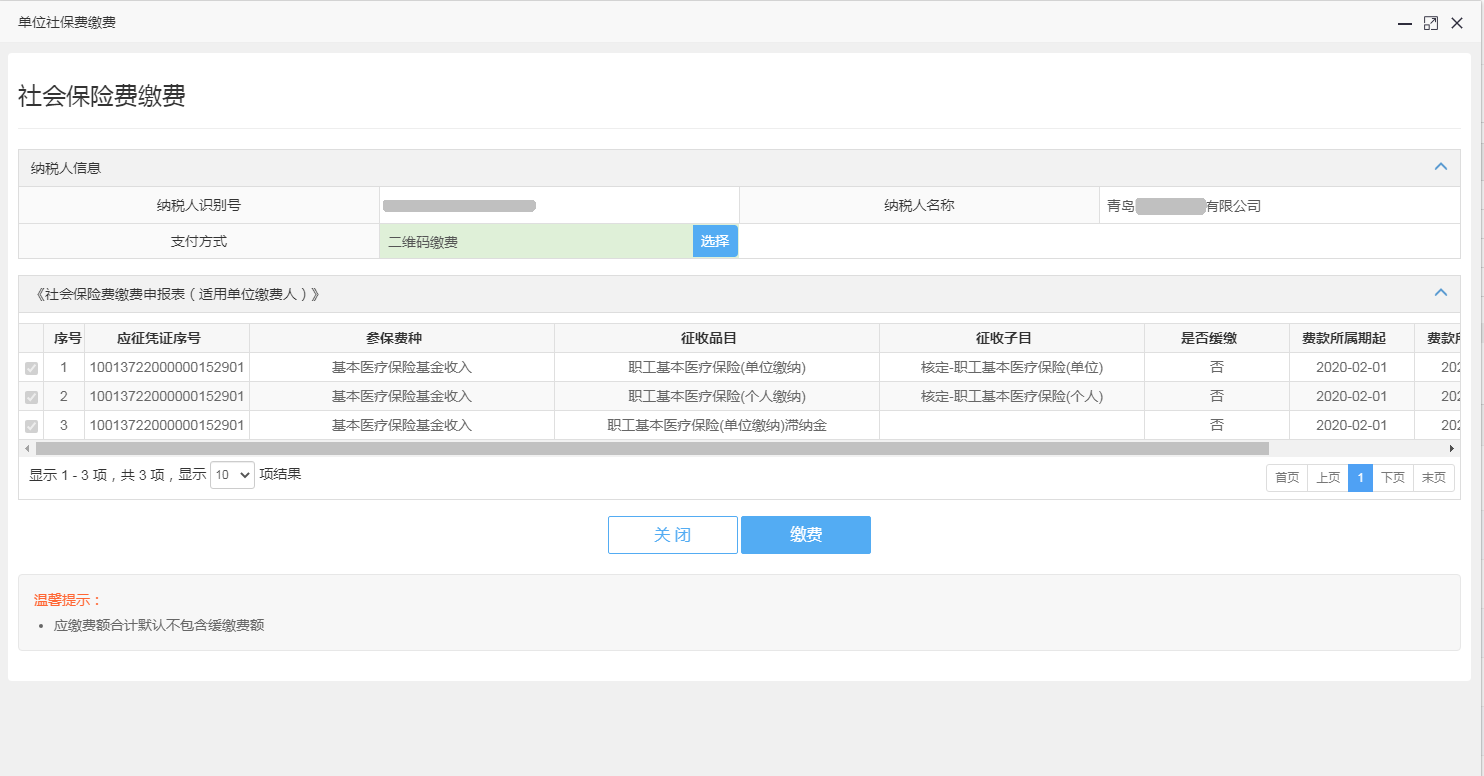 单位社保费缴费
社会保险费缴费
纳税人信息
纳税人识别号 纳税人名称 青岛 有限公司
支付方式 二维码缴费 选择
《社会保险费缴费申报表（适用单位缴费人）》
序号 应征凭证序号 参保费种 征收品目 征收子目 是否缓缴 费款所属期起 费款
1 10013722000000152901 基本医疗保险基金收入 职工基本医疗保险(单位缴纳) 核定-职工基本医疗保险(单位) 否 2020-02-01 202
2 10013722000000152901 基本医疗保险基金收入 职工基本医疗保险(个人缴纳) 核定-职工基本医疗保险(个人) 否 2020-02-01 202
3 10013722000000152901 基本医疗保险基金收入 职工基本医疗保险(单位缴纳)滞纳金 否 2020-02-01 202
显示 1 - 3 项，共 3 项，显示 10 项结果
首页 上页 1 下页 末页
关 闭 缴费
温馨提示：
• 应缴费额合计默认不包含缓缴费额